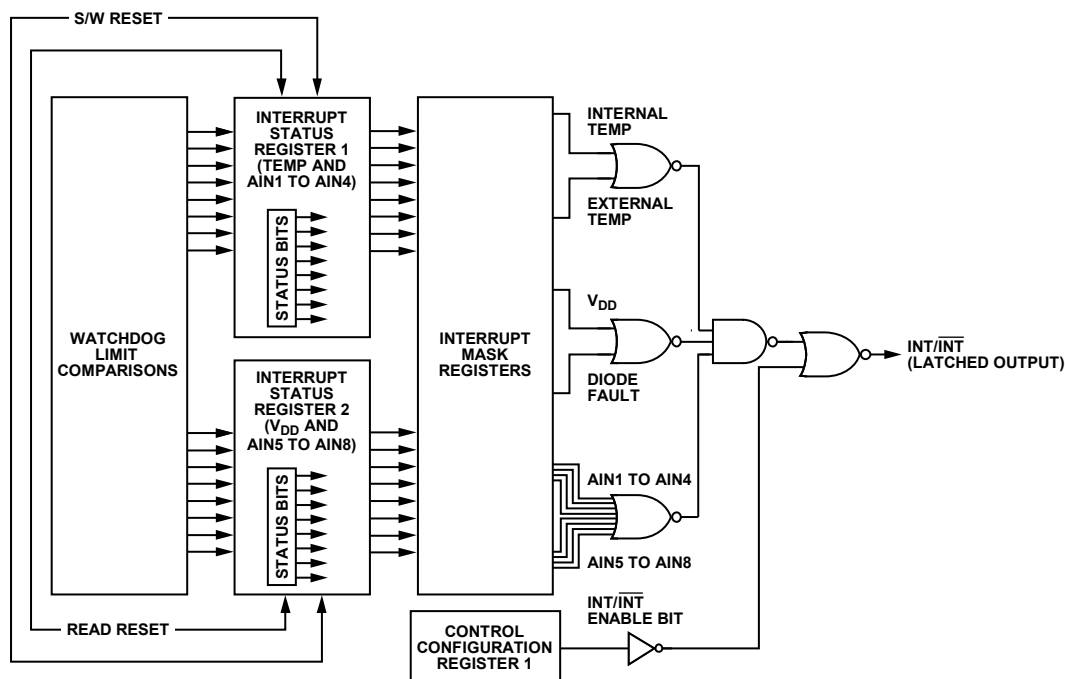 S/W RESET
WATCHDOG
LIMIT
COMPARISONS
INTERRUPT
STATUS
REGISTER 1
(TEMP AND
AIN1 TO AIN4)
STATUS BITS
INTERRUPT
STATUS
REGISTER 2
(VDD AND
AIN5 TO AIN8)
STATUS BITS
READ RESET
INTERRUPT
MASK
REGISTERS
INTERNAL
TEMP
EXTERNAL
TEMP
VDD
DIODE
FAULT
AIN1 TO AIN4
AIN5 TO AIN8
INT/I̅N̅T̅
(LATCHED OUTPUT)
INT/I̅N̅T̅
ENABLE BIT
CONTROL
CONFIGURATION
REGISTER 1